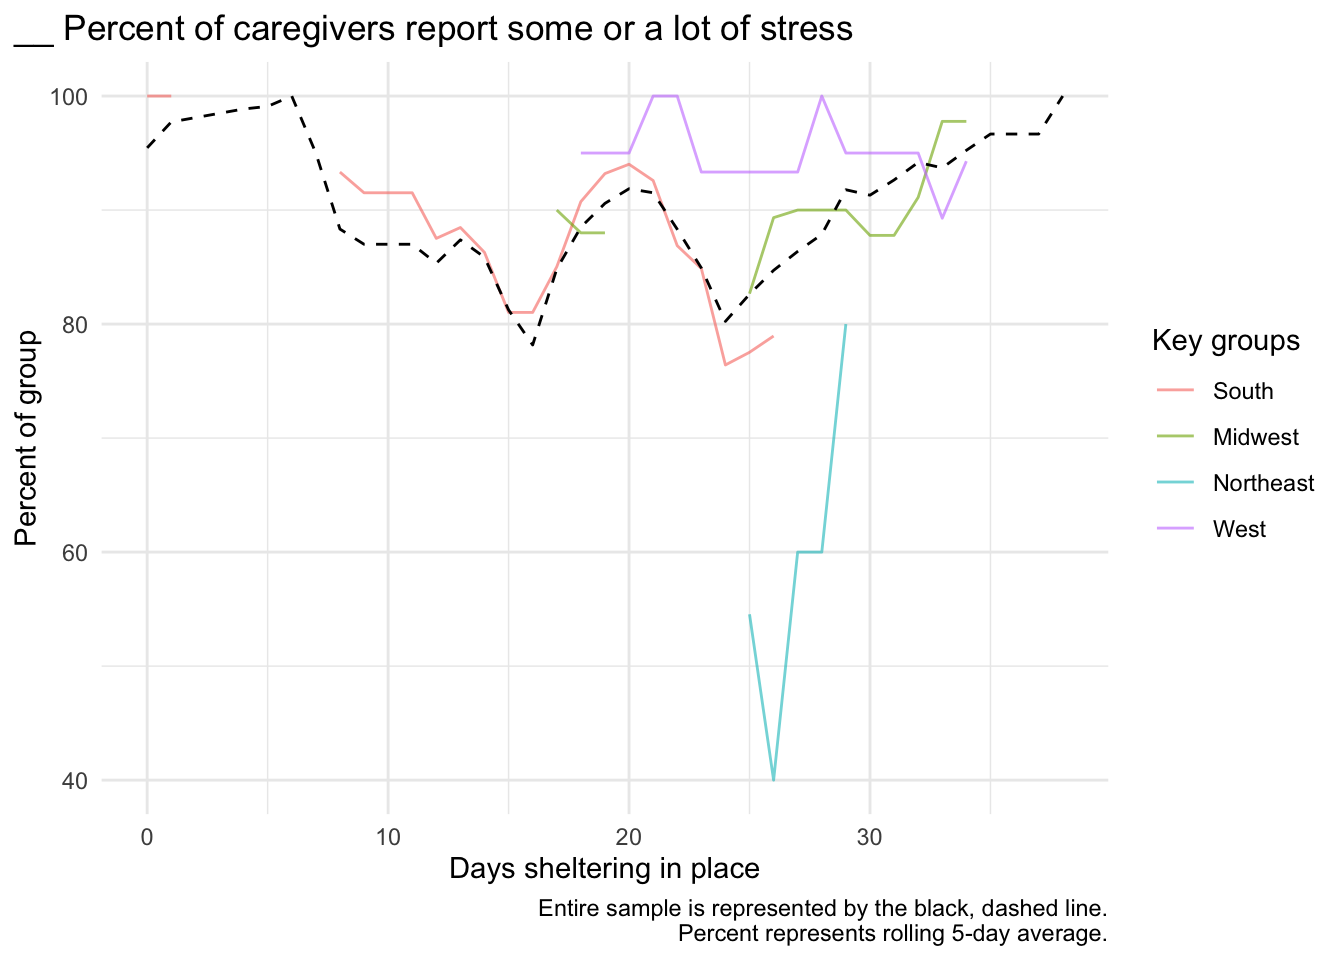 __ Percent of caregivers report some or a lot of stress
100
80
60
40
Percent of group
0
10
20
30
Days sheltering in place
Key groups
South
Midwest
Northeast
West
Entire sample is represented by the black, dashed line.
Percent represents rolling 5-day average.